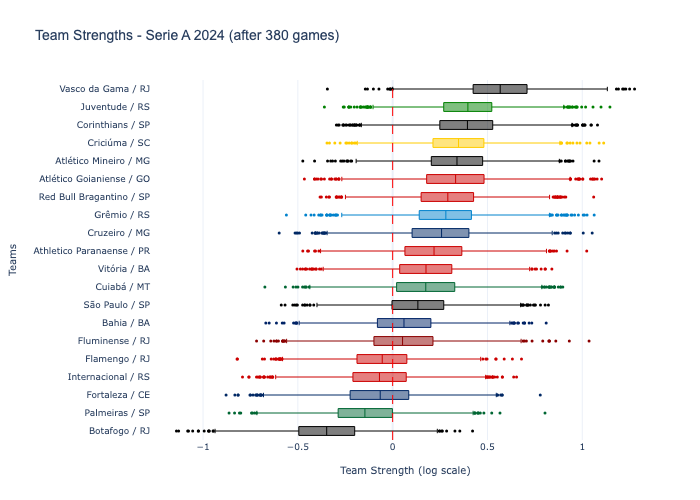 Team Strengths - Serie A 2024 (after 380 games)
Vasco da Gama / RJ
Juventude / RS
Corinthians / SP
Criciúma / SC
Atlético Mineiro / MG
Atlético Goianiense / GO
Red Bull Bragantino / SP
Grêmio / RS
Cruzeiro / MG
Athletico Paranaense / PR
Vitória / BA
Cuiabá / MT
São Paulo / SP
Bahia / BA
Fluminense / RJ
Flamengo / RJ
Internacional / RS
Fortaleza / CE
Palmeiras / SP
Botafogo / RJ
Teams
−1 −0.5 0 0.5 1
Team Strength (log scale)